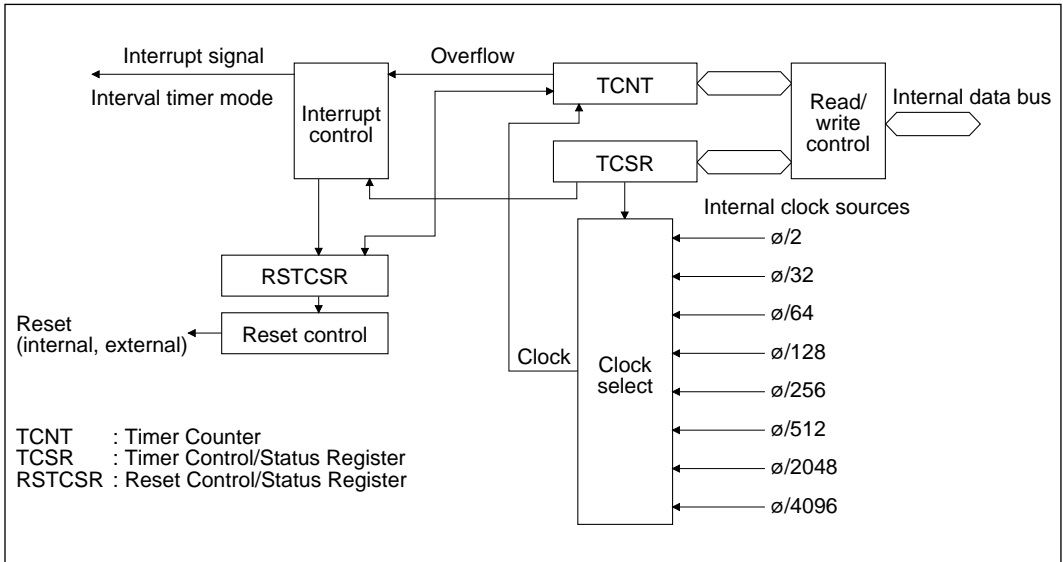 Interrupt signal
Interval timer mode
Interrupt
control
Overflow
TCNT
TCSR
Read/
write
control
Internal data bus
Internal clock sources
ø/2
ø/32
ø/64
ø/128
ø/256
ø/512
ø/2048
ø/4096
RSTCSR
Reset control
Reset
(internal, external)
Clock
Clock
select
TCNT : Timer Counter
TCSR : Timer Control/Status Register
RSTCSR : Reset Control/Status Register